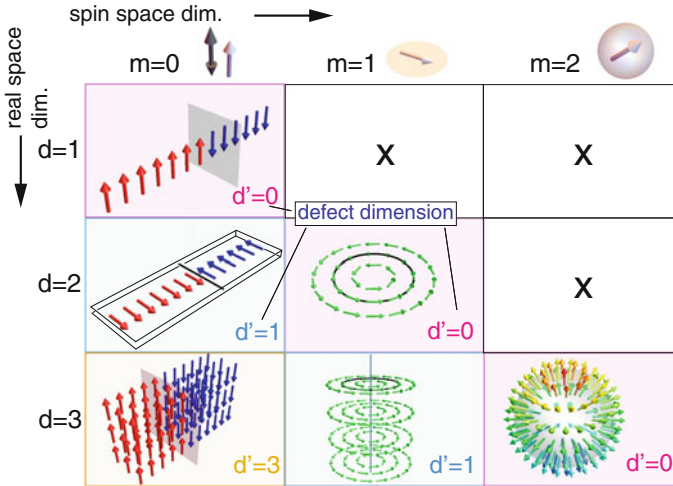 spin space dim.
m=0
m=1
m=2
real space
dim.
d=1
x
x
d'=0
defect dimension
d=2
d'=1
d'=0
x
d=3
d'=3
d'=1
d'=0